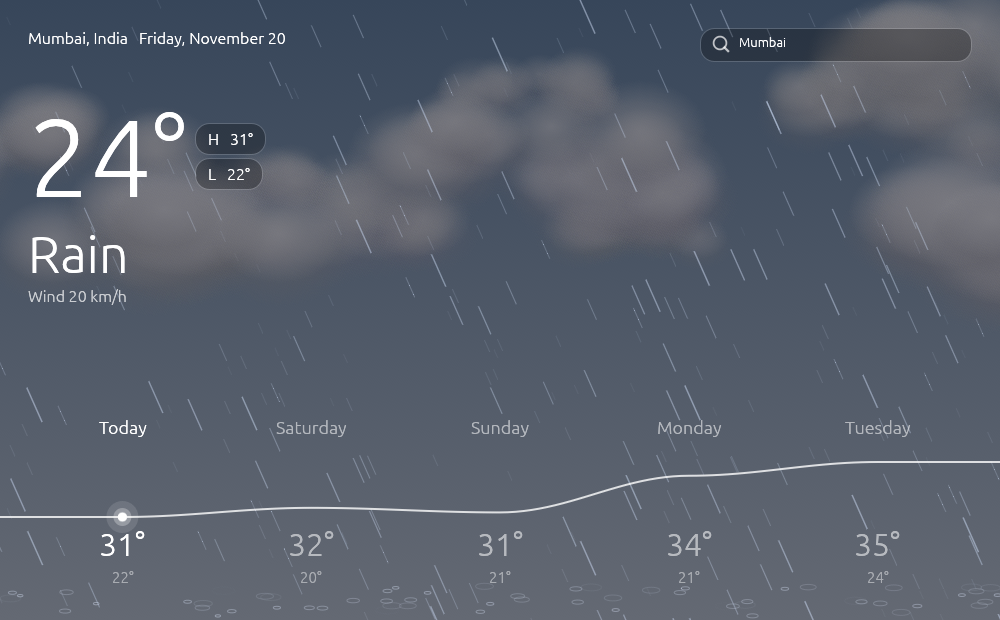 Mumbai, India Friday, November 20
Mumbai
24°
H 31°
L 22°
Rain
Wind 20 km/h
Today Saturday Sunday Monday Tuesday
31° 32° 31° 34° 35°
22° 20° 21° 21° 24°